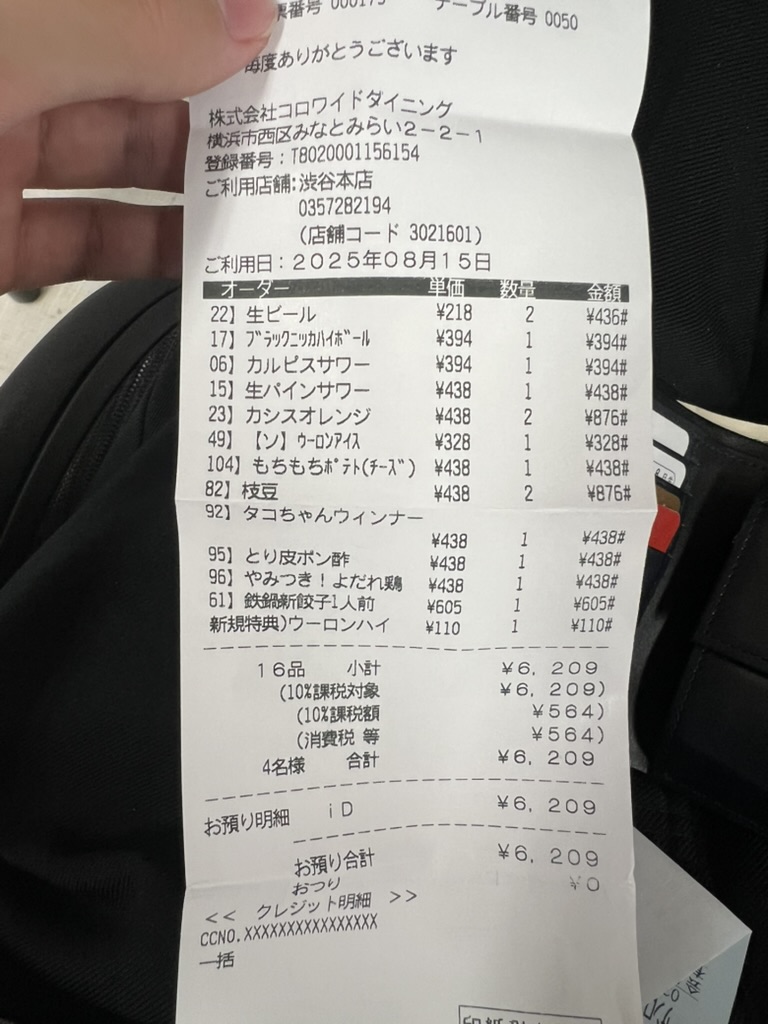 票番号 000175 テーブル番号 0050
毎度ありがとうございます
株式会社コロワイドダイニング
横浜市西区みなとみらい2-2-1
登録番号:T8020001156154
ご利用店舗:渋谷本店
0357282194
(店舗コード 3021601)
ご利用日:2025年08月15日
オーダー 単価 数量 金額
22】生ビール ¥218 2 ¥436#
17】ブラックニッカハイボール ¥394 1 ¥394#
06】カルピスサワー ¥394 1 ¥394#
15】生パインサワー ¥438 1 ¥438#
23】カシスオレンジ ¥438 2 ¥876#
49】【ソ】ウーロンアイス ¥328 1 ¥328#
104】もちもちポテト(チーズ) ¥438 1 ¥438#
82】枝豆 ¥438 2 ¥876#
92】タコちゃんウィンナー
¥438 1 ¥438#
95】とり皮ポン酢 ¥438 1 ¥438#
96】やみつき!よだれ鶏 ¥438 1 ¥438#
61】鉄鍋新餃子1人前 ¥605 1 ¥605#
新規特典)ウーロンハイ ¥110 1 ¥110#
16品 小計 ¥6,209
(10%課税対象 ¥6,209)
(10%課税額 ¥564)
(消費税 等 ¥564)
4名様 合計 ¥6,209
お預り明細 iD ¥6,209
お預り合計 ¥6,209
おつり ¥0
<< クレジット明細 >>
CCNO.XXXXXXXXXXXXXXXX
一括